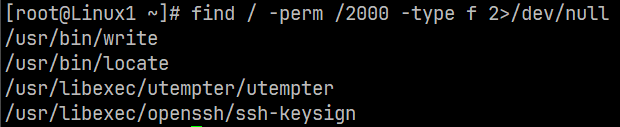 [root@Linux1 ~]# find / -perm /2000 -type f 2>/dev/null
/usr/bin/write
/usr/bin/locate
/usr/libexec/utempter/utempter
/usr/libexec/openssh/ssh-keysign